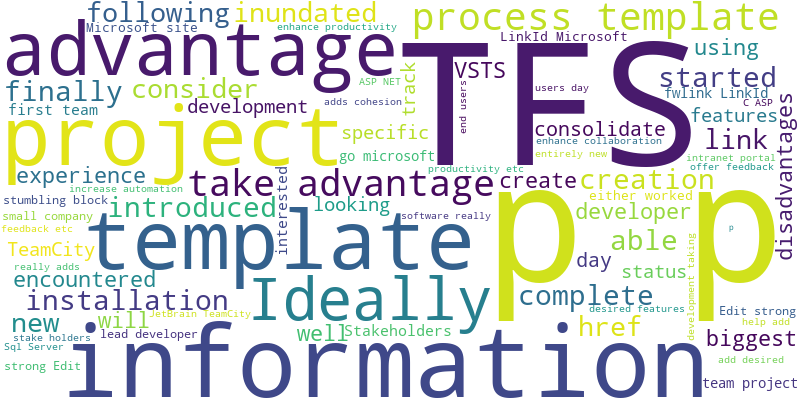 following inundated process template
Microsoft site enhance productivity LinkId Microsoft
advantage TFS VSTS using
finally consider ASP NET track users day started
first team development adds cohesion end users fwlink LinkId
C ASP
project specific consolidate features link
go microsoft enhance collaboration
entirely new intranet portal
experience productivity etc offer feedback
increase automation take advantage create creation
stumbling block introduced interested looking either worked disadvantages
small company software really developer
feedback etc template p p
TeamCity able
really adds day status
encountered Ideally complete
installation desired features development taking
new will JetBrain TeamCity well Stakeholders href Edit strong
stake holders lead developer help add
Sql Server information biggest
strong Edit add desired
team project